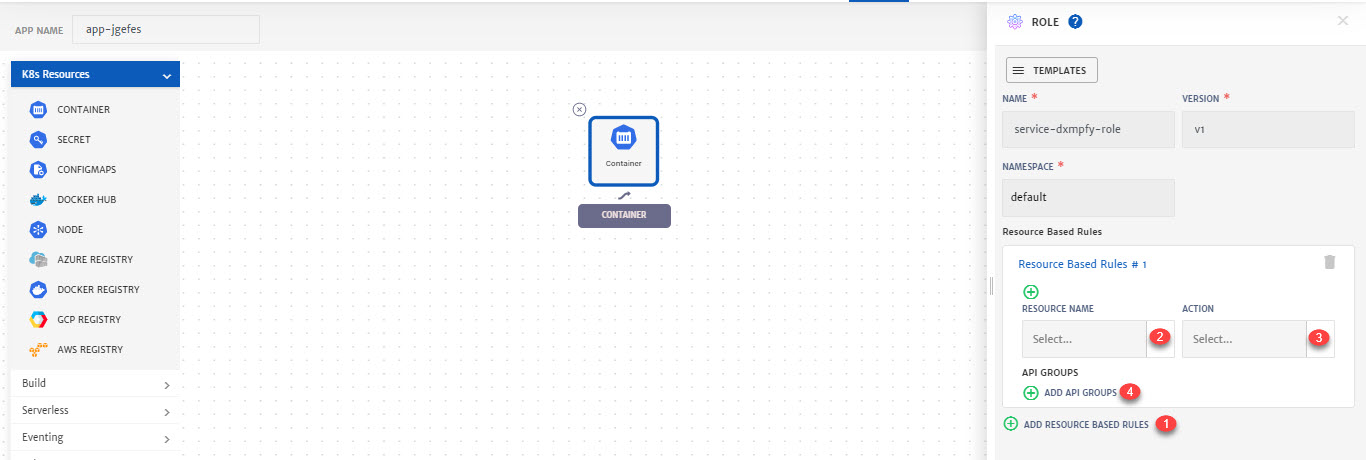 APP NAME
app-jgefes
K8s Resources
CONTAINER
SECRET
CONFIGMAPS
DOCKER HUB
NODE
AZURE REGISTRY
DOCKER REGISTRY
GCP REGISTRY
AWS REGISTRY
Build
Serverless
Eventing
Container
CONTAINER
ROLE ?
TEMPLATES
NAME * VERSION *
service-dxmpfy-role v1
NAMESPACE *
default
Resource Based Rules
Resource Based Rules # 1
RESOURCE NAME ACTION
Select... 2 Select... 3
API GROUPS
ADD API GROUPS 4
ADD RESOURCE BASED RULES 1